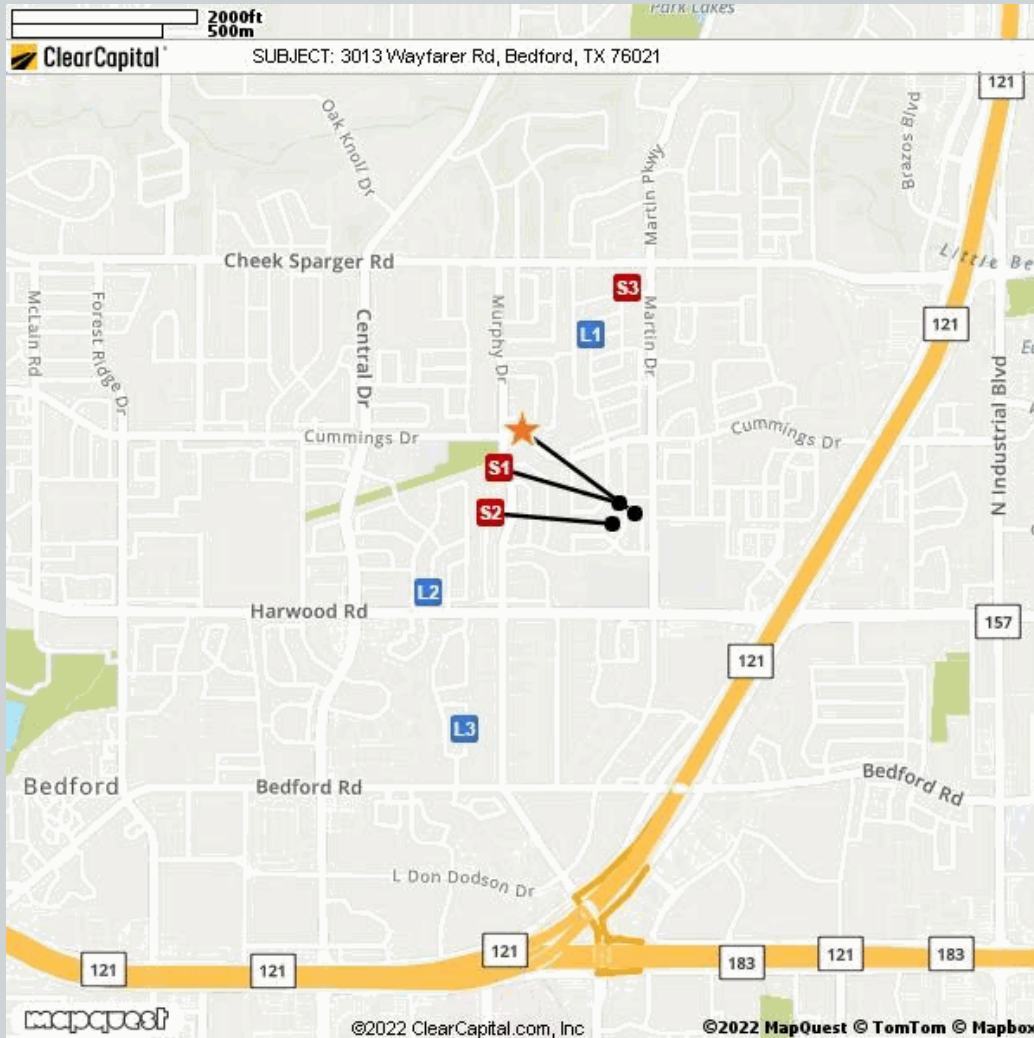 Park Lakes
2000ft
500m
ClearCapital
SUBJECT: 3013 Wayfarer Rd, Bedford, TX 76021
121
Oak Knoll Dr
Brazos Blvd
Martin Pkwy
Cheek Sparger Rd
Little Be
S3
McLain Rd
Forest Ridge Dr
Central Dr
Murphy Dr
L1
Martin Dr
121
N Industrial Blvd
Cummings Dr
Cummings Dr
S1
S2
L2
Harwood Rd
157
121
L3
Bedford
Bedford Rd
Bedford Rd
L Don Dodson Dr
121
121
121
183
121
183
mapquest
©2022 ClearCapital.com, Inc
©2022 MapQuest © TomTom © Mapbox